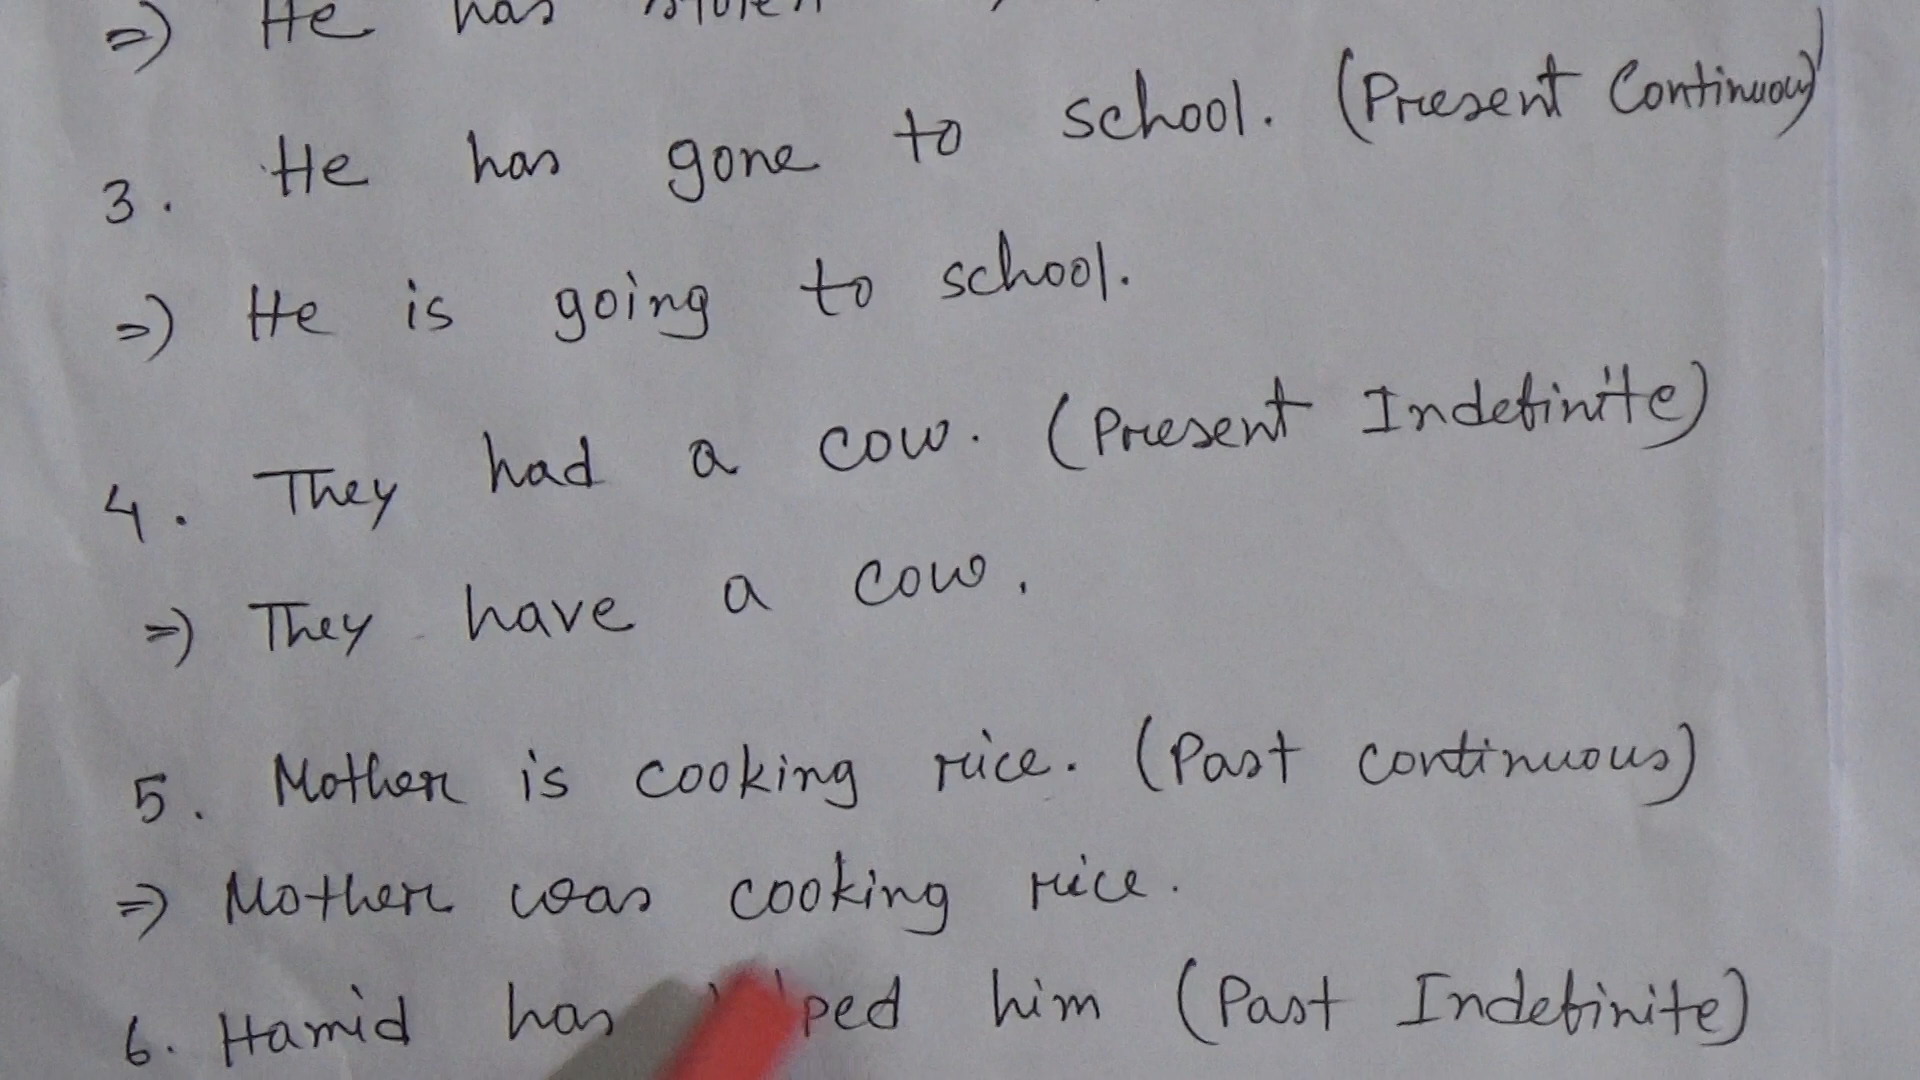 => He has stolen
3. He has gone to school. (Present Continuous)
=> He is going to school.
4. They had a cow. (Present Indefinite)
=> They have a cow.
5. Mother is cooking rice. (Past continuous)
=> Mother was cooking rice.
6. Hamid has him (Past Indefinite)